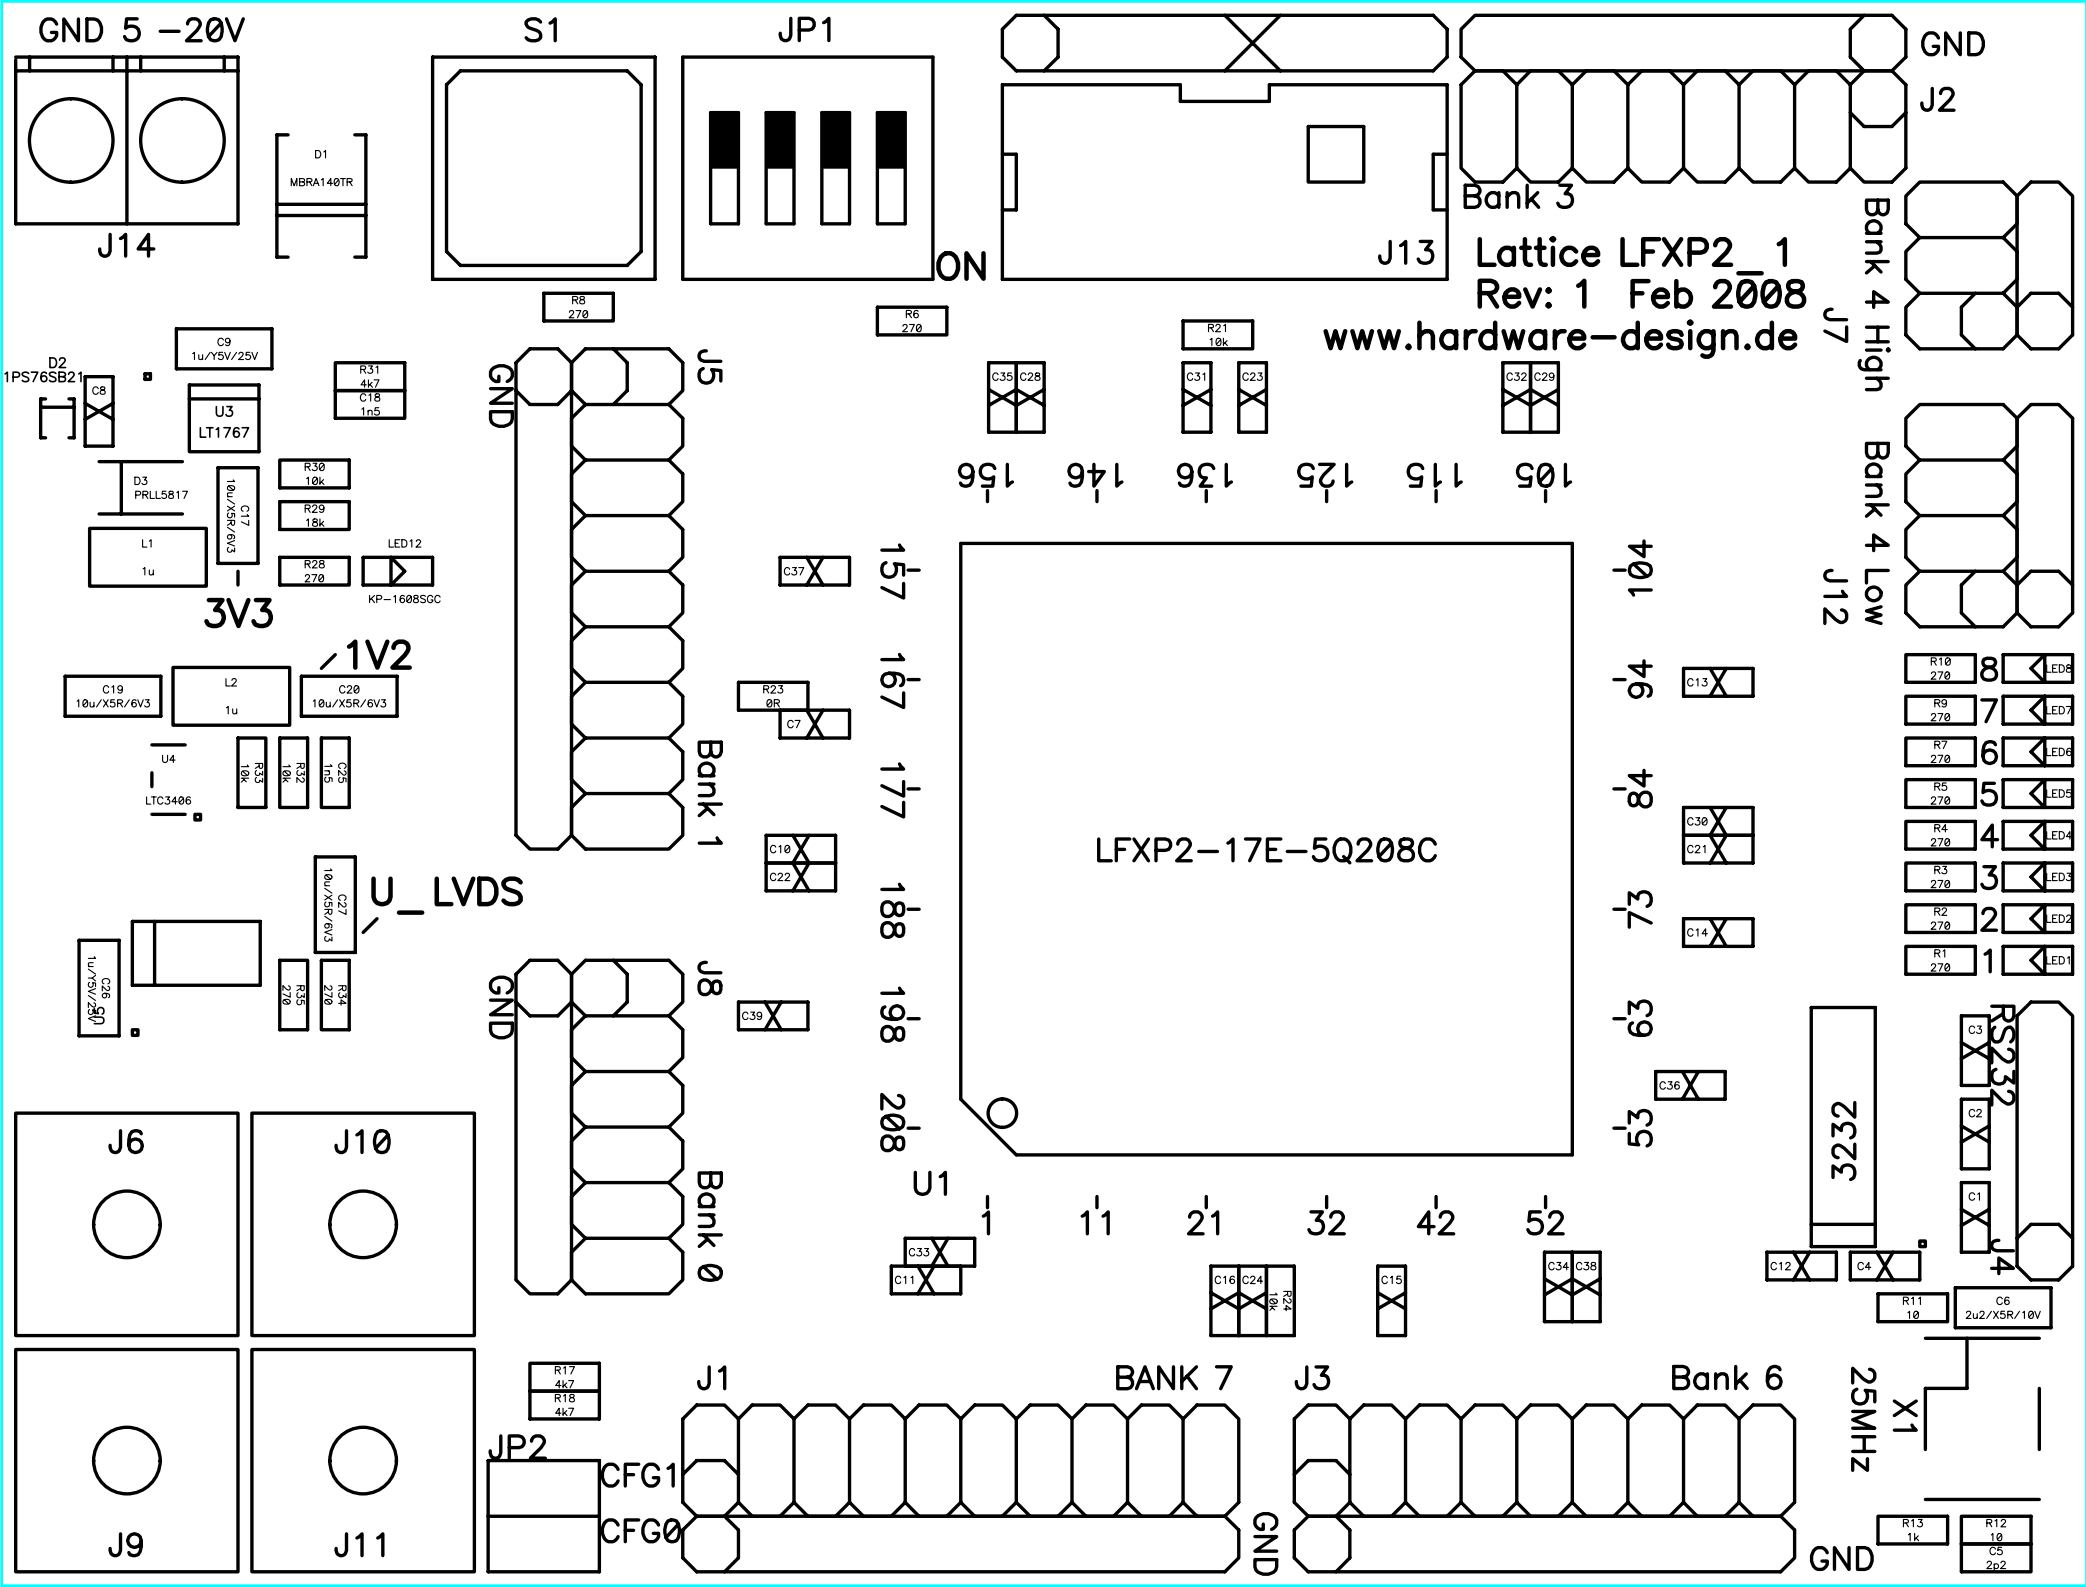 GND 5 -20V
S1
JP1
GND
J2
D1
MBRA140TR
Bank 3
J14
ON
J13
Lattice LFXP2_1
Rev: 1 Feb 2008
www.hardware-design.de
Bank 4 High
J7
R8
270
R6
270
R21
10k
C9
1u/Y5V/25V
D2
1PS76SB21
C8
U3
LT1767
R31
4k7
C18
1n5
GND
J5
C35
C28
C31
C23
C32
C29
Bank 4 Low
J12
D3
PRLL5817
C17
10u/X5R/6V3
R30
10k
R29
18k
156
146
136
125
115
105
L1
1u
R28
270
LED12
KP-1608SGC
3V3
C37
157
104
1V2
C19
10u/X5R/6V3
L2
1u
C20
10u/X5R/6V3
R23
0R
C7
167
94
C13
R10
270
8
LED8
R9
270
7
LED7
U4
LTC3406
R33
10k
R32
10k
C25
1n5
Bank 1
177
84
R7
270
6
LED6
R5
270
5
LED5
C10
C22
LFXP2-17E-5Q208C
C30
C21
R4
270
4
LED4
R3
270
3
LED3
U_LVDS
C27
10u/X5R/6V3
188
73
C14
R2
270
2
LED2
R1
270
1
LED1
C26
1u/Y5V/25V
U5
R35
270
R34
270
GND
J8
C39
198
63
RS232
C3
C36
208
53
C2
3232
J6
J10
Bank 0
U1
1
11
21
32
42
52
C1
J4
C33
C11
C16
C24
R24
10k
C15
C34
C38
C12
C4
R11
10
C6
2u2/X5R/10V
R17
4k7
R18
4k7
J1
BANK 7
J3
Bank 6
25MHz
X1
JP2
CFG1
CFG0
J9
J11
GND
GND
R13
1k
R12
10
C5
2p2